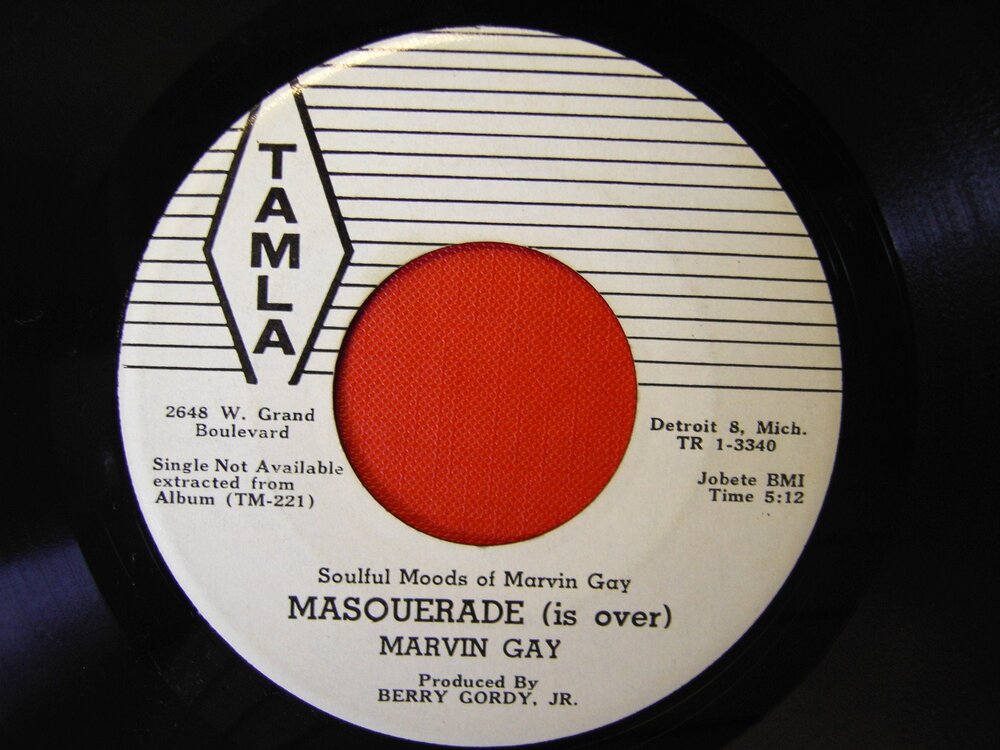 TAMLA
2648 W. Grand
Boulevard
Single Not Available
extracted from
Album (TM-221)
Detroit 8, Mich.
TR 1-3340
Jobete BMI
Time 5:12
Soulful Moods of Marvin Gay
MASQUERADE (is over)
MARVIN GAY
Produced By
BERRY GORDY, JR.